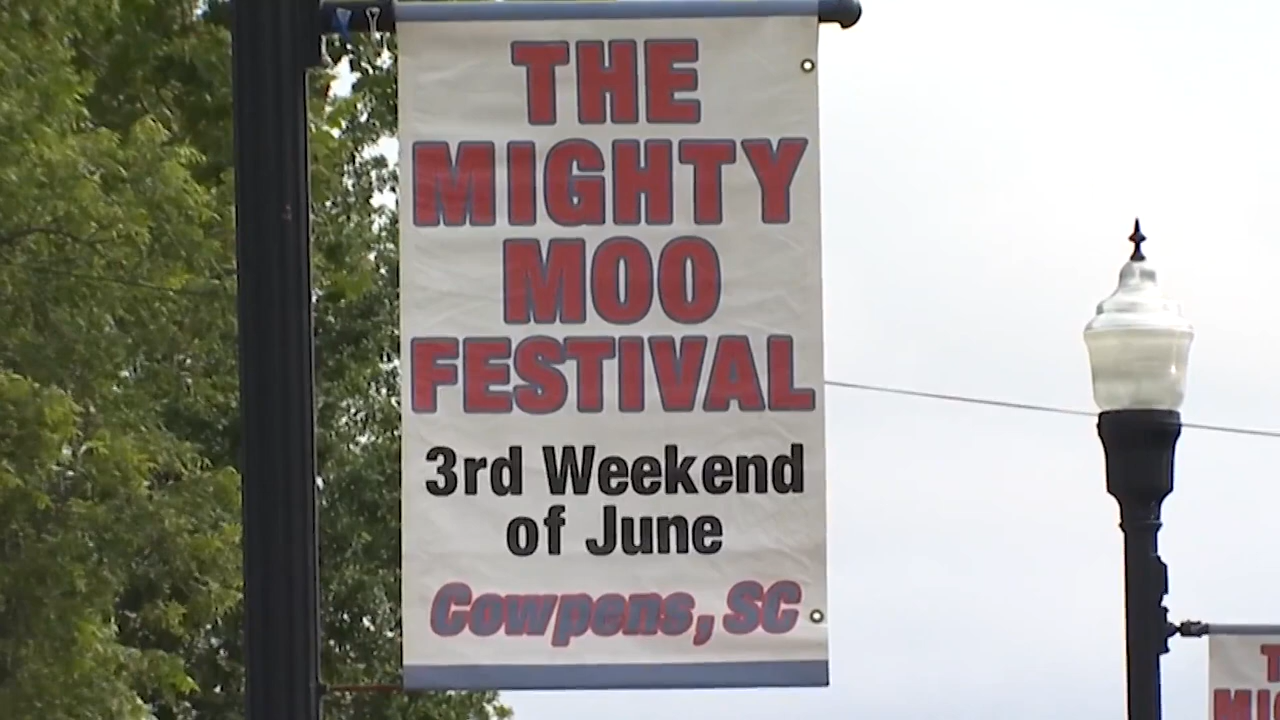 THE
MIGHTY
MOO
FESTIVAL
3rd Weekend
of June
Cowpens, SC